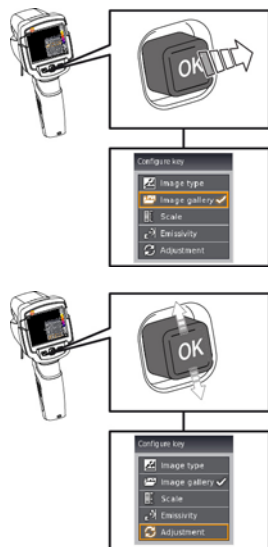 OK
Configure key
Image type
Image gallery
Scale
Emissivity
Adjustment
OK
Configure key
Image type
Image gallery
Scale
Emissivity
Adjustment